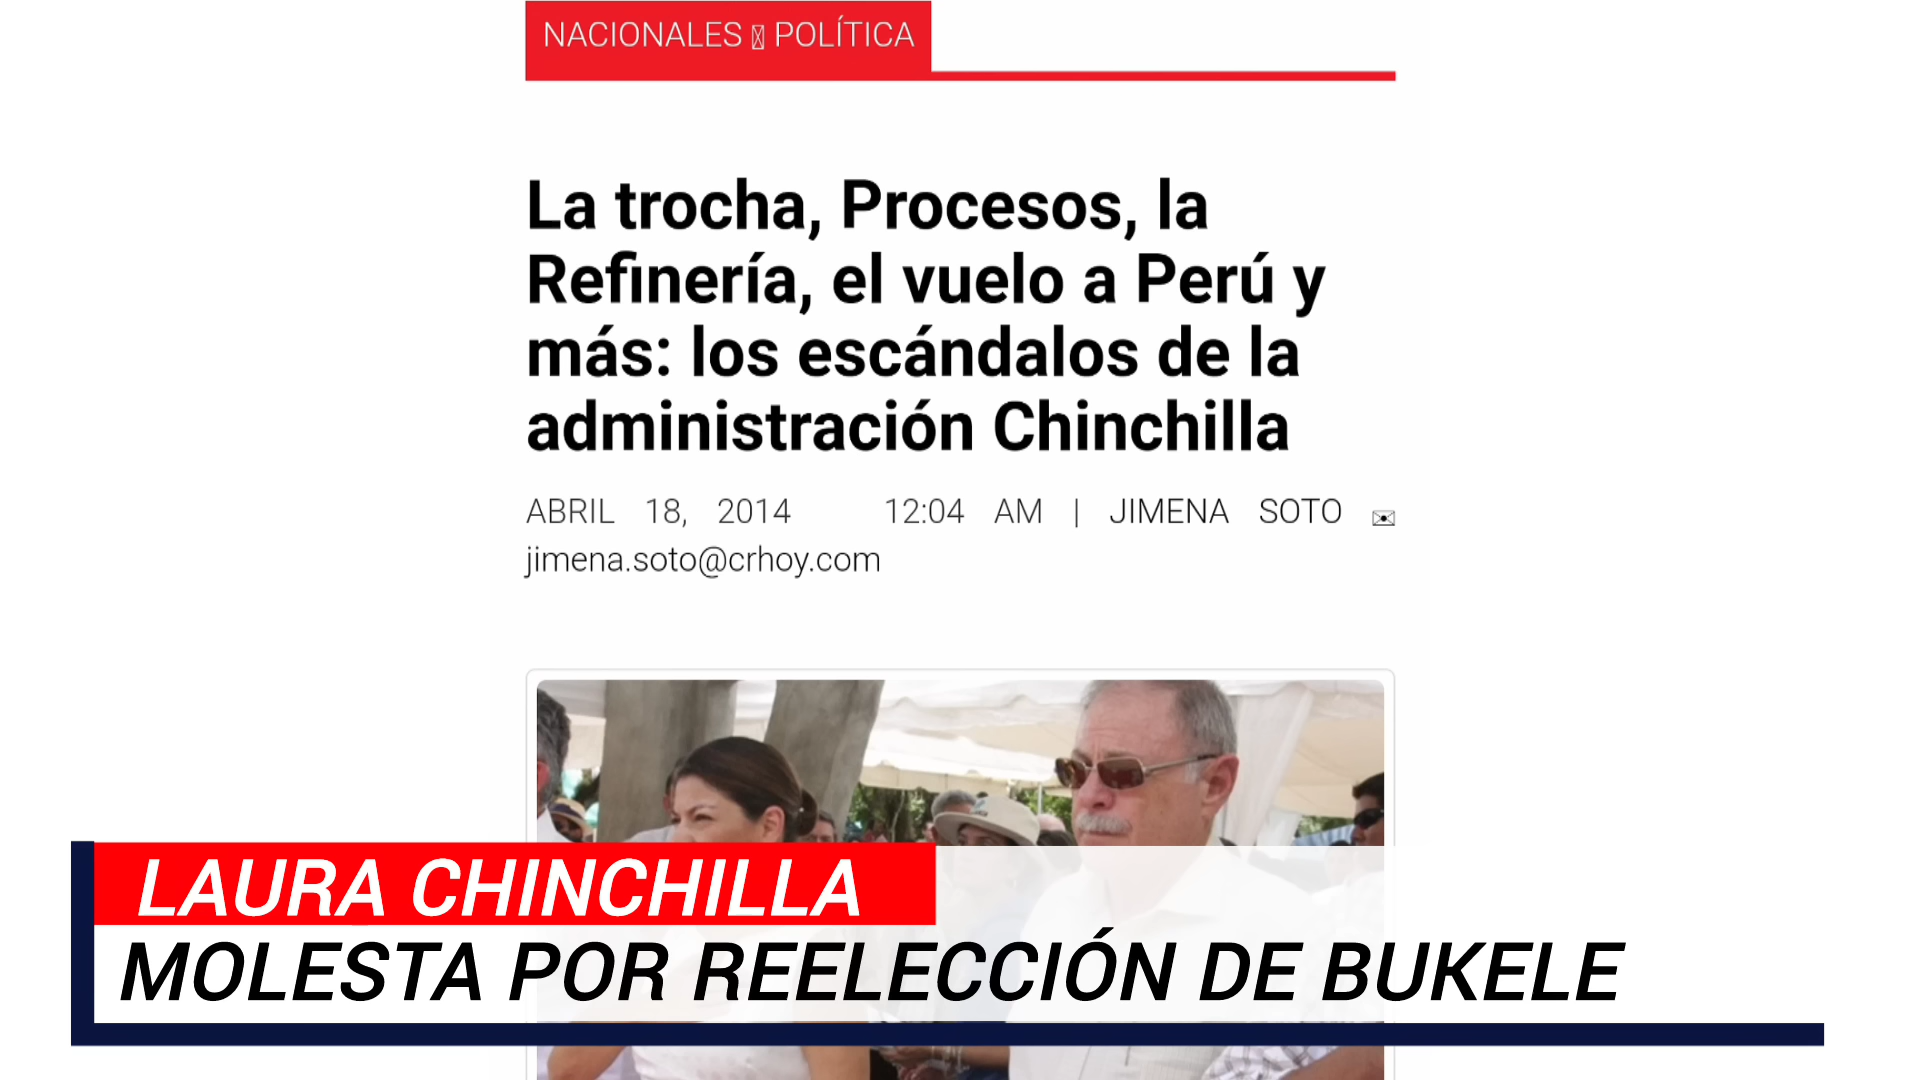 NACIONALES POLÍTICA
La trocha, Procesos, la
Refinería, el vuelo a Perú y
más: los escándalos de la
administración Chinchilla
ABRIL 18, 2014 12:04 AM | JIMENA SOTO ✉
jimena.soto@crhoy.com
LAURA CHINCHILLA
MOLESTA POR REELECCIÓN DE BUKELE